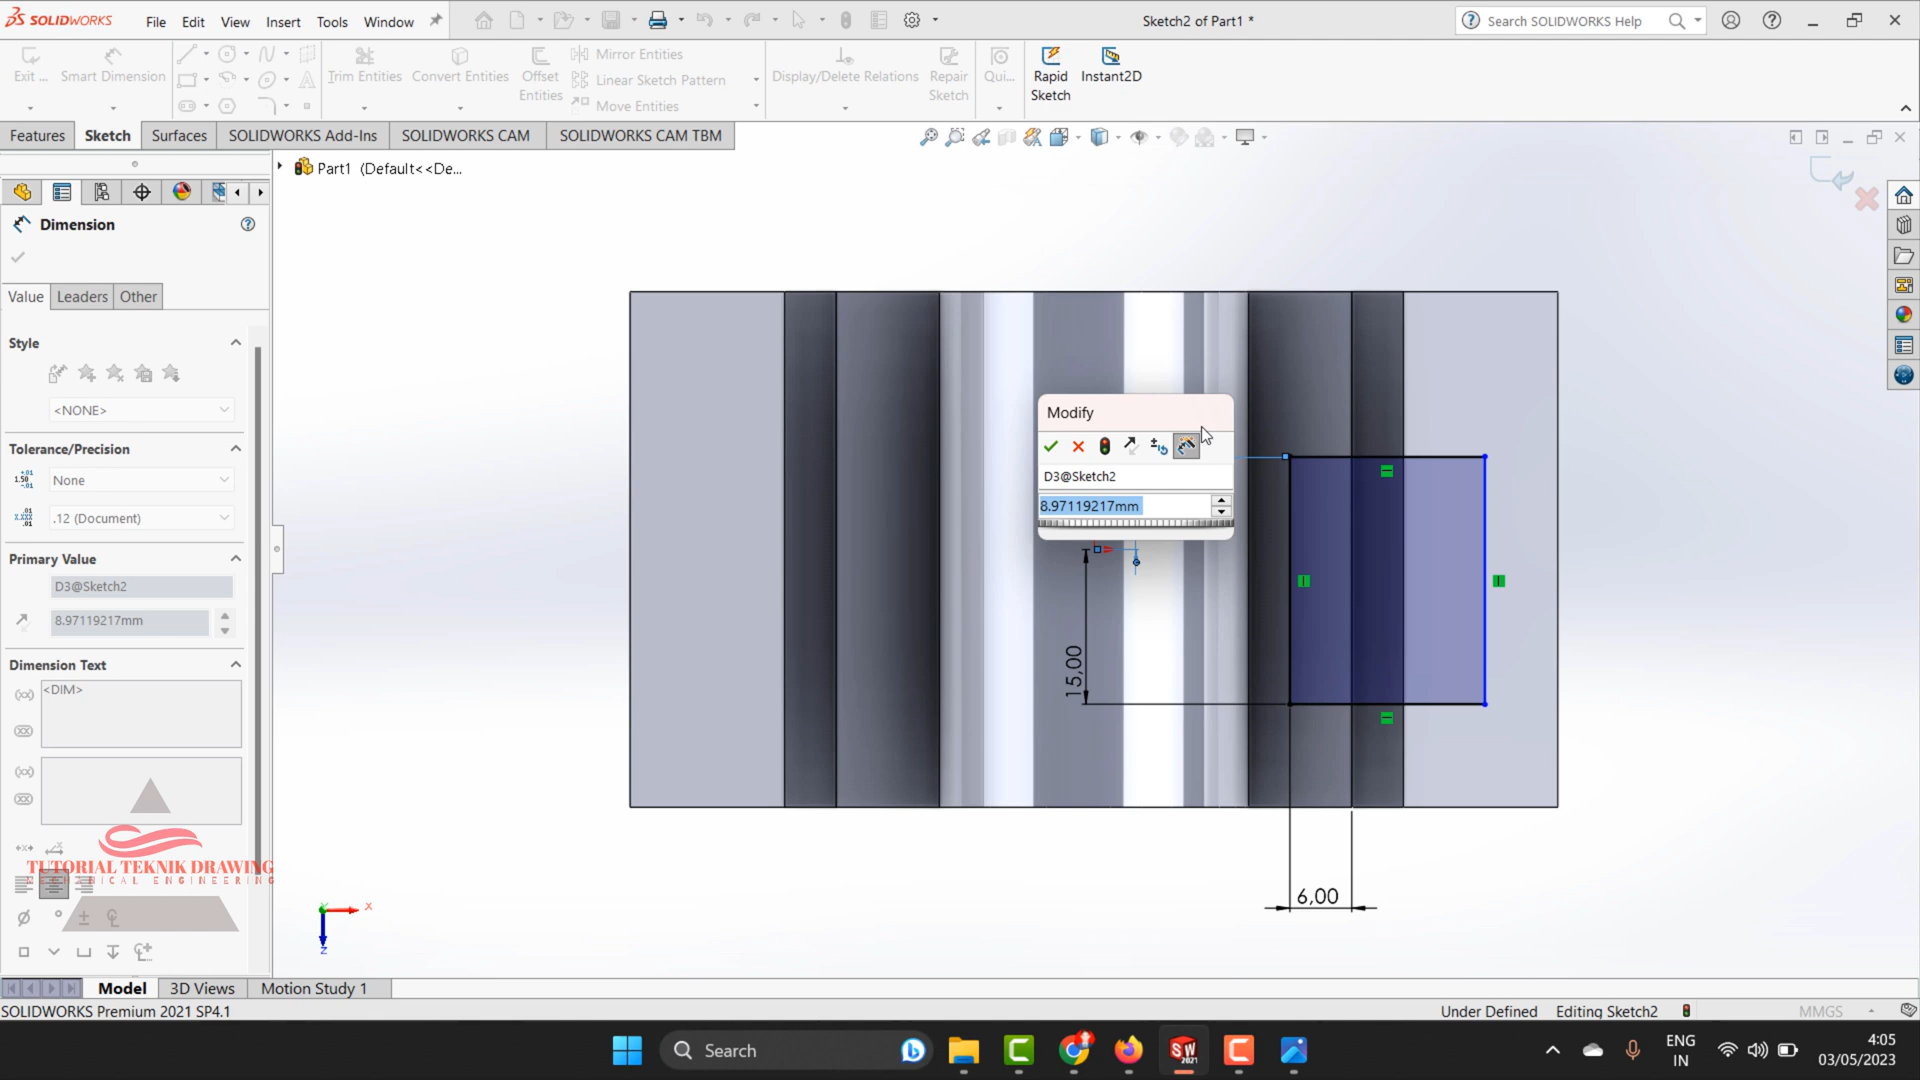 SOLIDWORKS File Edit View Insert Tools Window Sketch2 of Part1 * Search SOLIDWORKS Help
Exit ... Smart Dimension Trim Entities Convert Entities Offset Entities Mirror Entities Linear Sketch Pattern Move Entities Display/Delete Relations Repair Sketch Qui... Rapid Sketch Instant2D
Features Sketch Surfaces SOLIDWORKS Add-Ins SOLIDWORKS CAM SOLIDWORKS CAM TBM
Part1 (Default<<De...
Dimension
Value Leaders Other
Style
<NONE>
Tolerance/Precision
None
.12 (Document)
Primary Value
D3@Sketch2
8.97119217mm
Dimension Text
<DIM>
TUTORIAL TEKNIK DRAWING
MECHANICAL ENGINEERING
Modify
D3@Sketch2
8.97119217mm
15,00
6,00
X
Z
Model 3D Views Motion Study 1
SOLIDWORKS Premium 2021 SP4.1 Under Defined Editing Sketch2 MMGS
Search
ENG
IN
4:05
03/05/2023